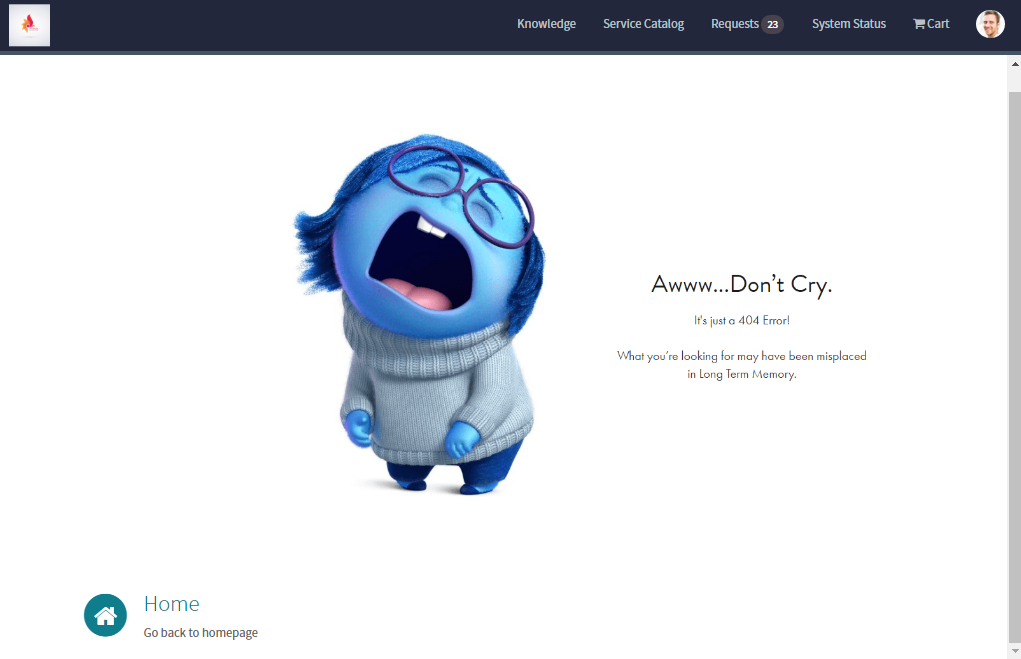 Knowledge
Service Catalog
Requests 23
System Status
Cart
Awww...Don't Cry.
It's just a 404 Error!
What you're looking for may have been misplaced
in Long Term Memory.
Home
Go back to homepage